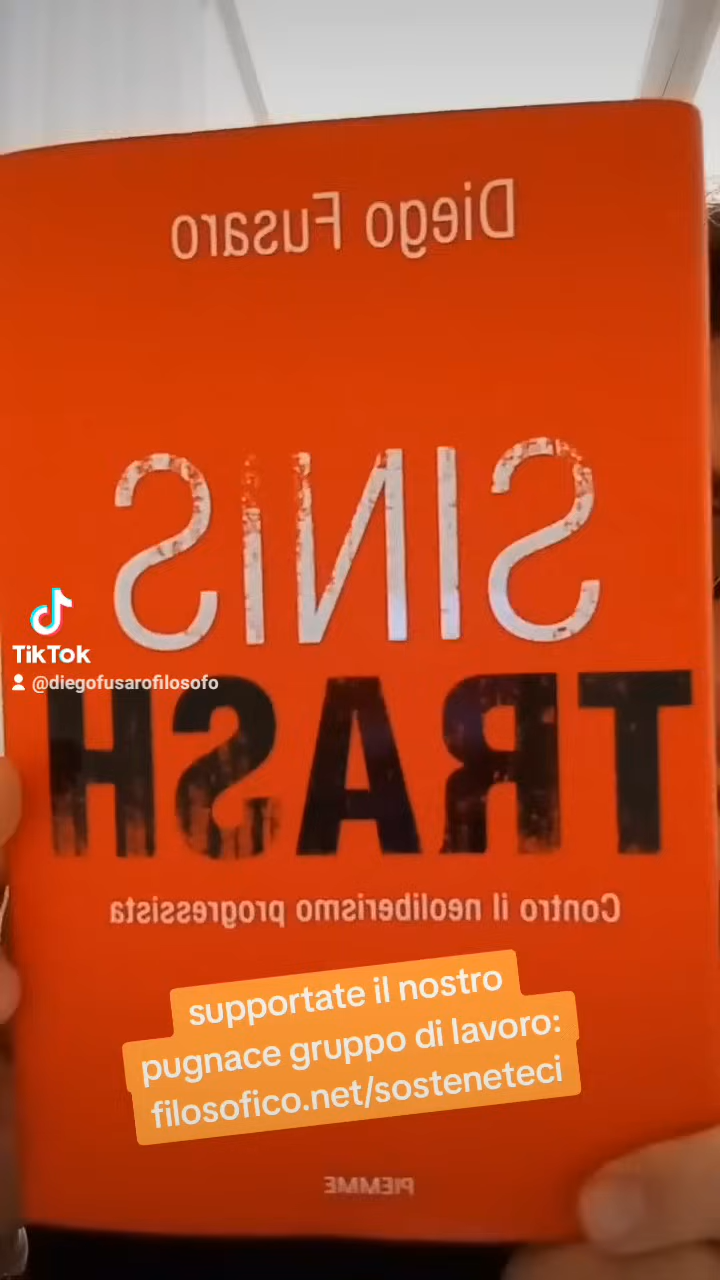 Diego Fusaro
SINIS
TRASH
TikTok
@diegofusarofilosofo
Contro il neoliberismo progressista
supportate il nostro
pugnace gruppo di lavoro:
filosofico.net/sosteneteci
PIEMME